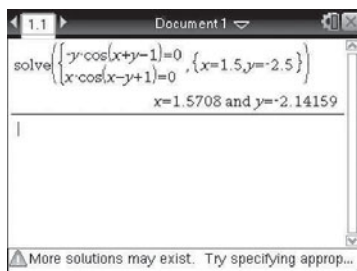 1.1 Document 1
solve({-y·cos(x+y-1)=0
x·cos(x-y+1)=0 ,{x=1.5,y=-2.5})
x=1.5708 and y=-2.14159
More solutions may exist. Try specifying approp...